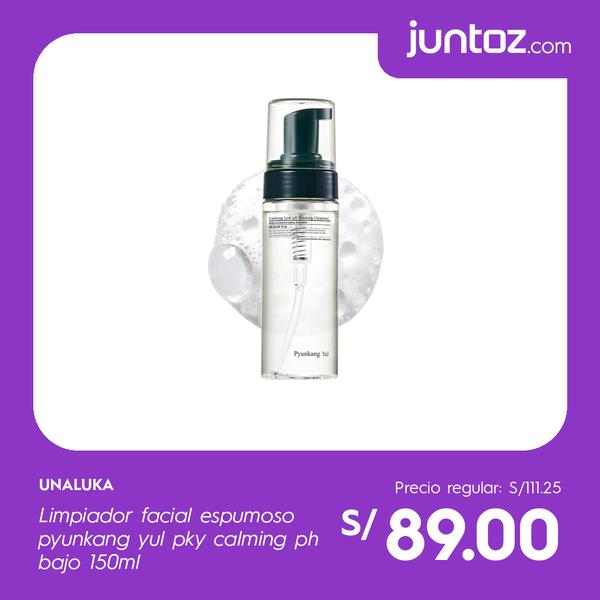 juntoz.com
Calming Low pH Foaming Cleanser
Pyunkang Yul
UNALUKA
Limpiador facial espumoso
pyunkang yul pky calming ph
bajo 150ml
Precio regular: S/111.25
S/89.00